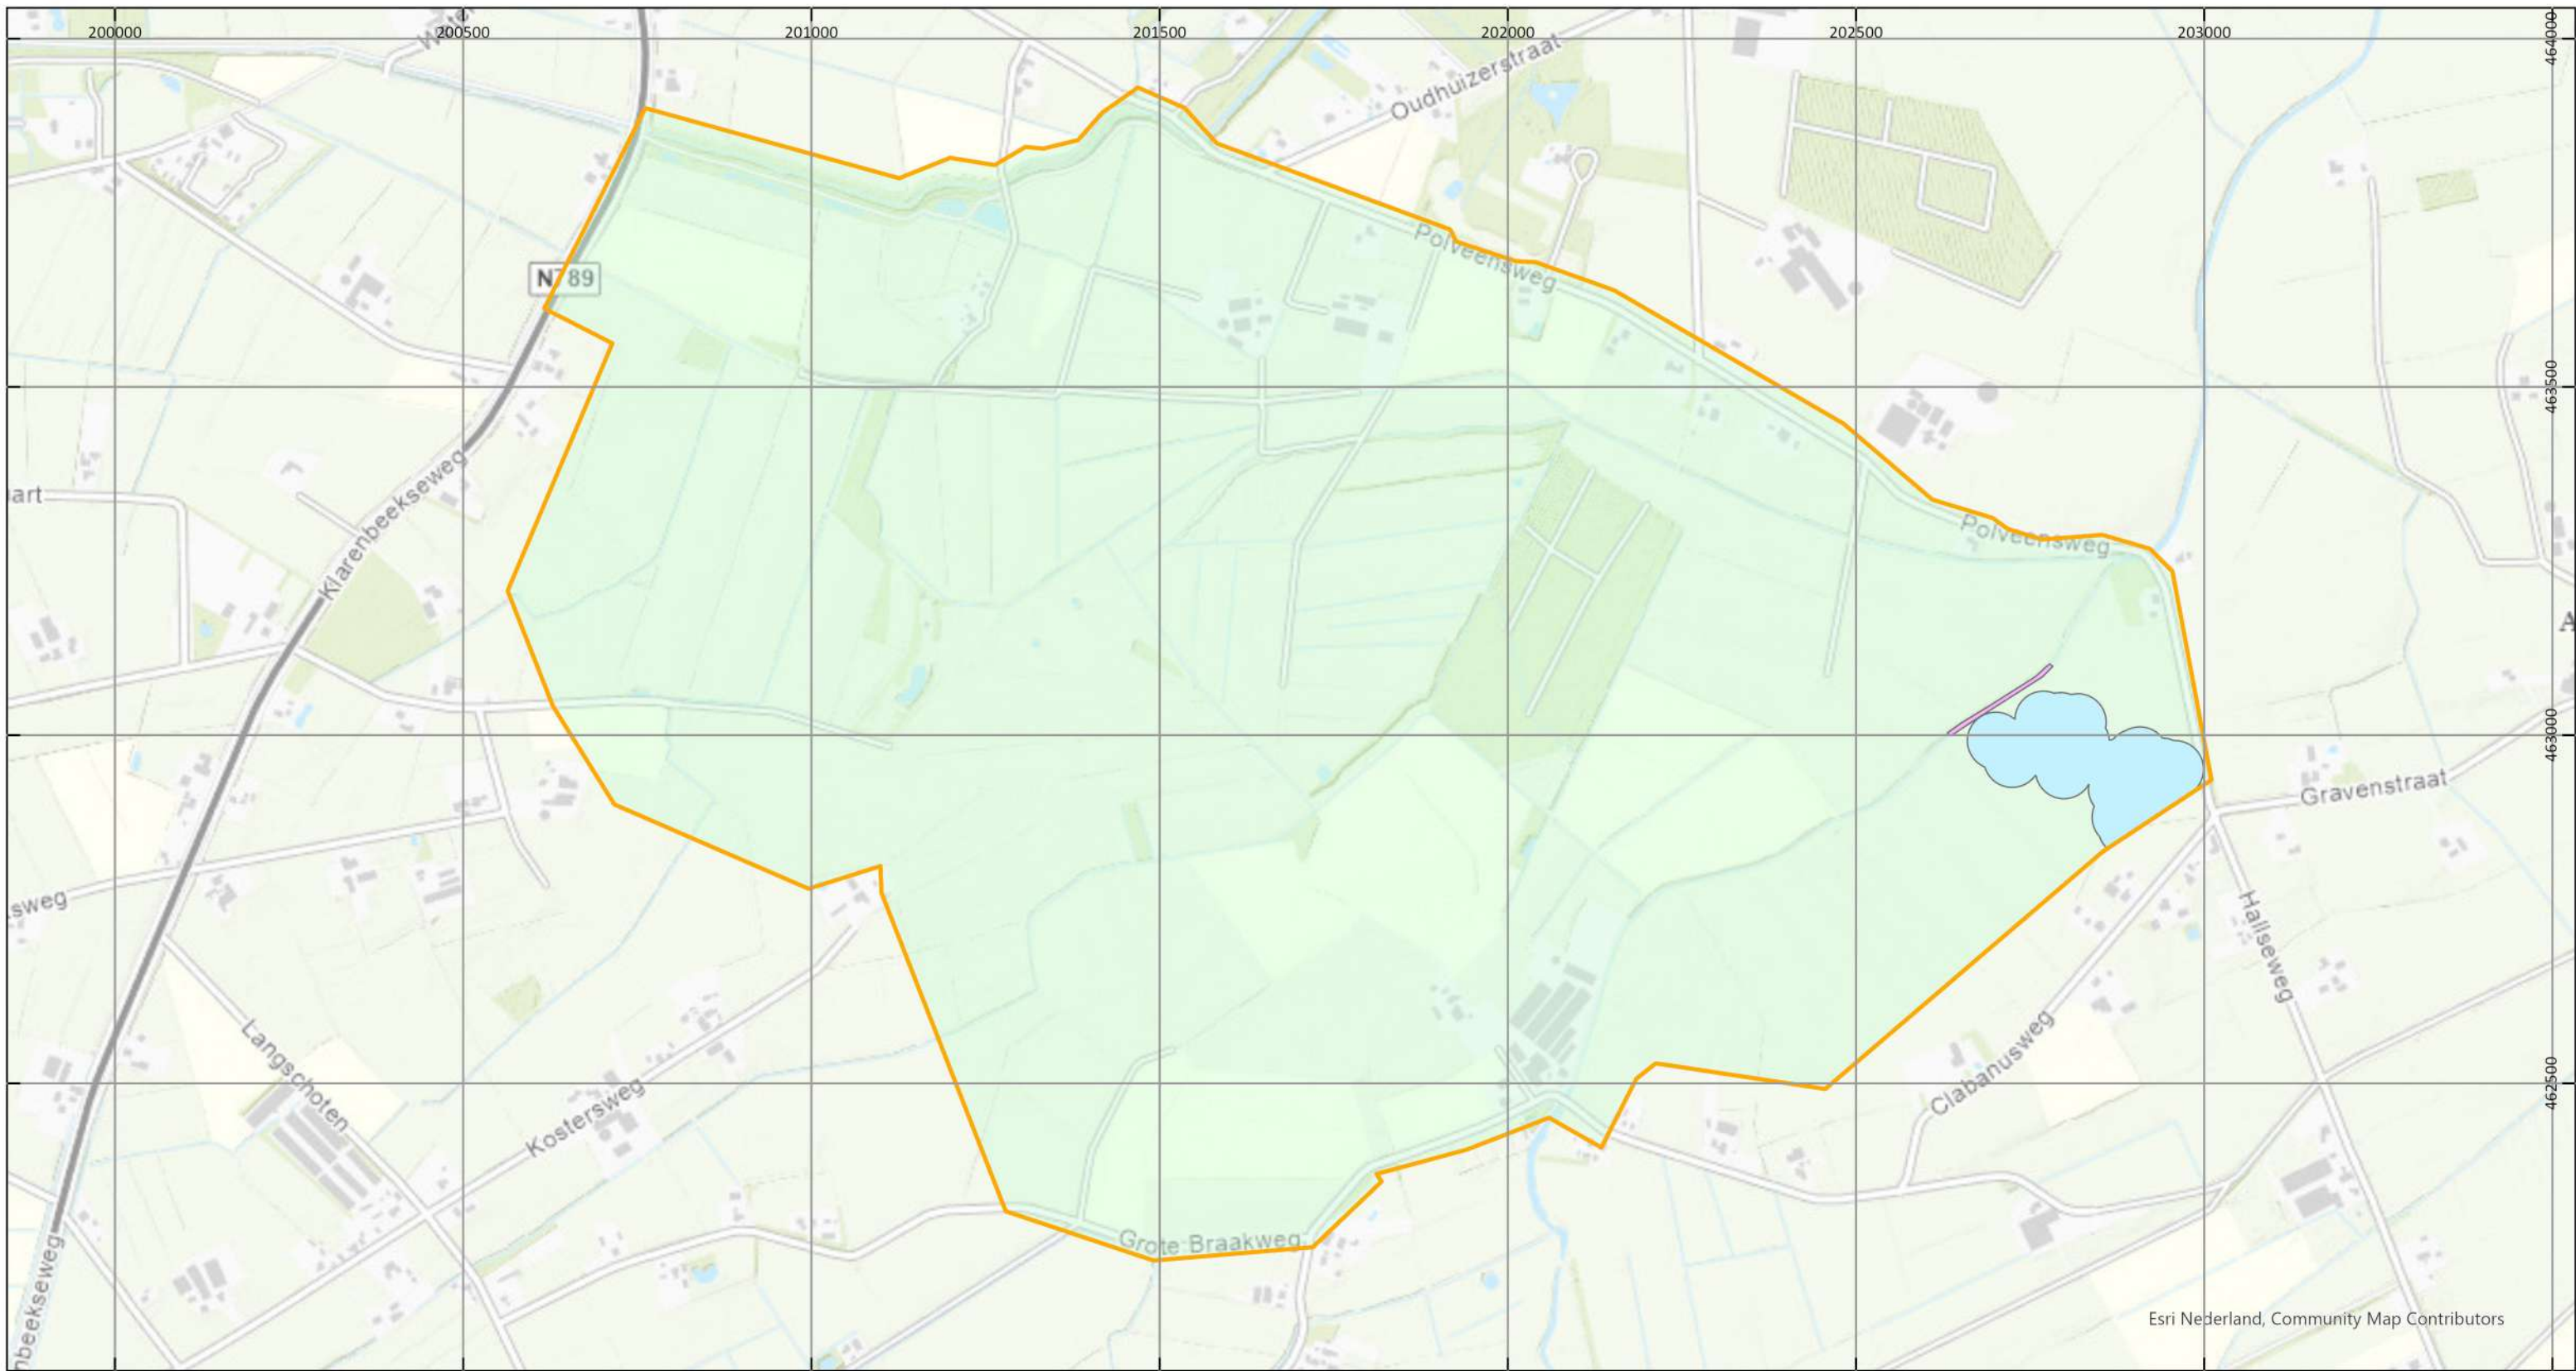 200000
200500
201000
201500
202000
202500
203000
464000
Oudhuizerstraat
Polveensweg
N789
463500
Klarenbeekseweg
art
Polveensweg
A
463000
Gravenstraat
sweg
Hallseweg
Langschoten
Kostersweg
Clabanusweg
462500
Grote Braakweg
nbeekseweg
Esri Nederland, Community Map Contributors